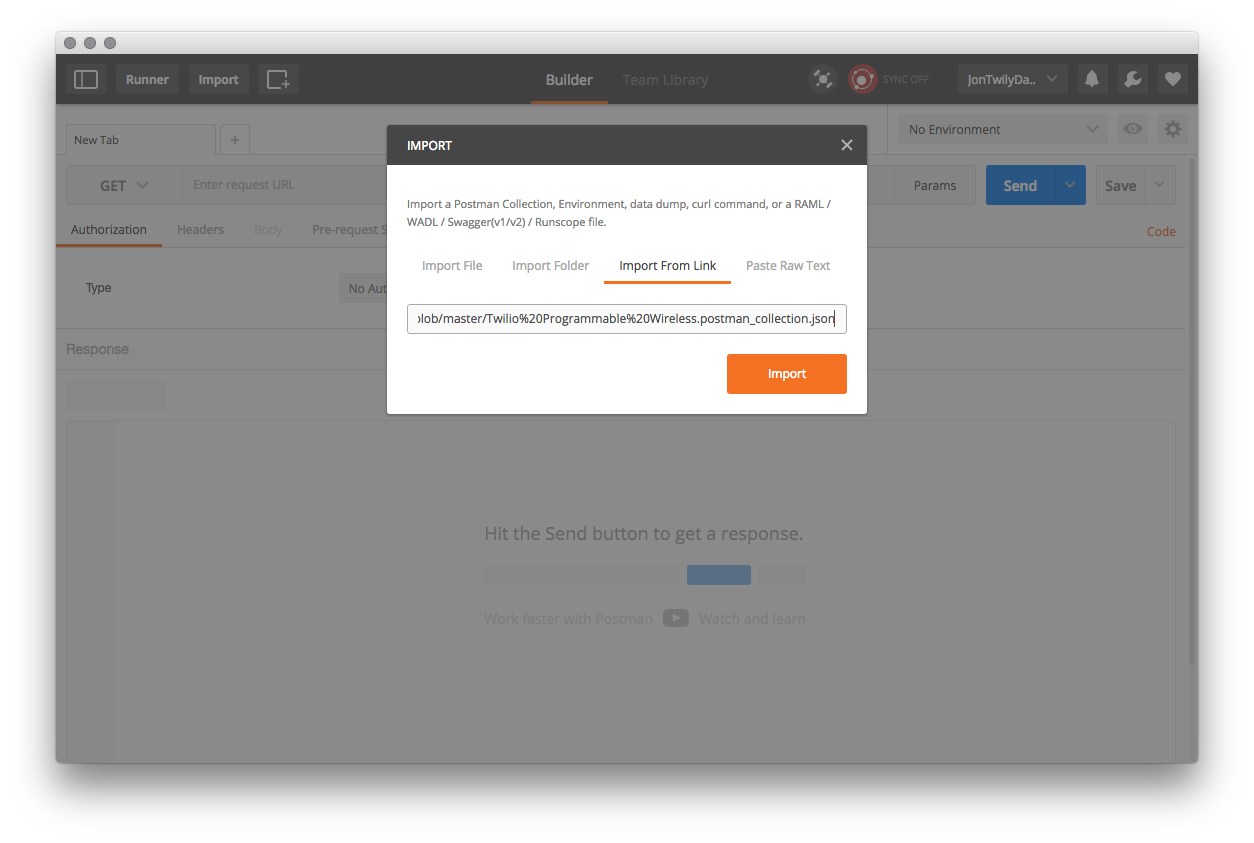 Runner Import Builder Team Library SYNC OFF JonTwilyDa..
New Tab + No Environment
IMPORT
GET Enter request URL Params Send Save
Import a Postman Collection, Environment, data dump, curl command, or a RAML /
WADL / Swagger(v1/v2) / Runscope file.
Authorization Headers Body Pre-request S Code
Import File Import Folder Import From Link Paste Raw Text
Type No Aut
blob/master/Twilio%20Programmable%20Wireless.postman_collection.json
Response
Import
Hit the Send button to get a response.
Work faster with Postman Watch and learn